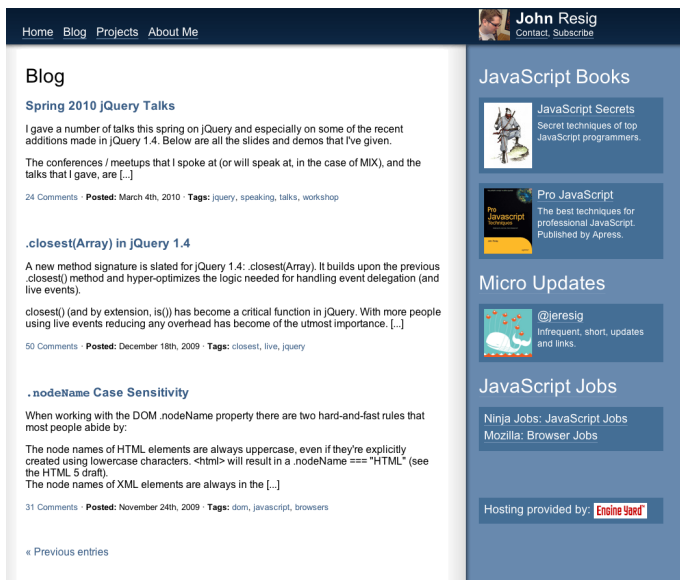 Home Blog Projects About Me
John Resig
Contact, Subscribe
Blog
Spring 2010 jQuery Talks
I gave a number of talks this spring on jQuery and especially on some of the recent
additions made in jQuery 1.4. Below are all the slides and demos that I've given.
The conferences / meetups that I spoke at (or will speak at, in the case of MIX), and the
talks that I gave, are [...]
24 Comments · Posted: March 4th, 2010 · Tags: jquery, speaking, talks, workshop
.closest(Array) in jQuery 1.4
A new method signature is slated for jQuery 1.4: .closest(Array). It builds upon the previous
.closest() method and hyper-optimizes the logic needed for handling event delegation (and
live events).
closest() (and by extension, is()) has become a critical function in jQuery. With more people
using live events reducing any overhead has become of the utmost importance. [...]
50 Comments · Posted: December 18th, 2009 · Tags: closest, live, jquery
.nodeName Case Sensitivity
When working with the DOM .nodeName property there are two hard-and-fast rules that
most people abide by:
The node names of HTML elements are always uppercase, even if they're explicitly
created using lowercase characters. <html> will result in a .nodeName === "HTML" (see
the HTML 5 draft).
The node names of XML elements are always in the [...]
31 Comments · Posted: November 24th, 2009 · Tags: dom, javascript, browsers
« Previous entries
JavaScript Books
JavaScript Secrets
Secret techniques of top
JavaScript programmers.
Pro
Javascript
Techniques
Pro JavaScript
The best techniques for
professional JavaScript.
Published by Apress.
Micro Updates
@jeresig
Infrequent, short, updates
and links.
JavaScript Jobs
Ninja Jobs: JavaScript Jobs
Mozilla: Browser Jobs
Hosting provided by: Engine Yard